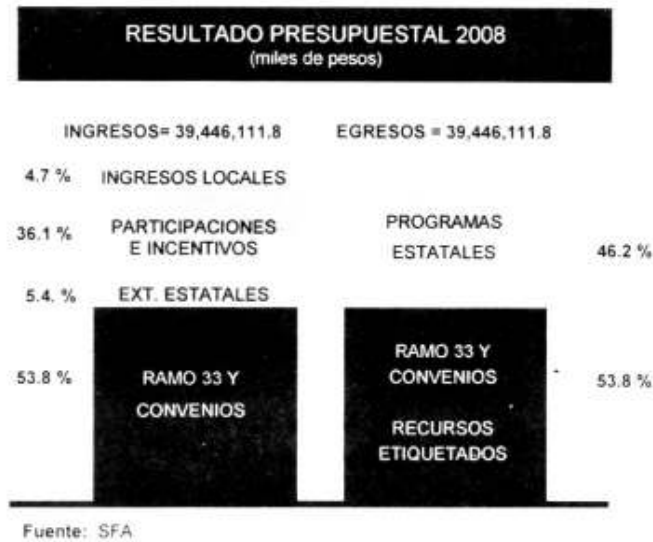 RESULTADO PRESUPUESTAL 2008
(miles de pesos)
INGRESOS= 39,446,111.8
EGRESOS = 39,446,111.8
4.7 %
INGRESOS LOCALES
36.1 %
PARTICIPACIONES
E INCENTIVOS
PROGRAMAS
ESTATALES
46.2 %
5.4. %
EXT. ESTATALES
53.8 %
RAMO 33 Y
CONVENIOS
RAMO 33 Y
CONVENIOS
RECURSOS
ETIQUETADOS
53.8 %
Fuente: SFA